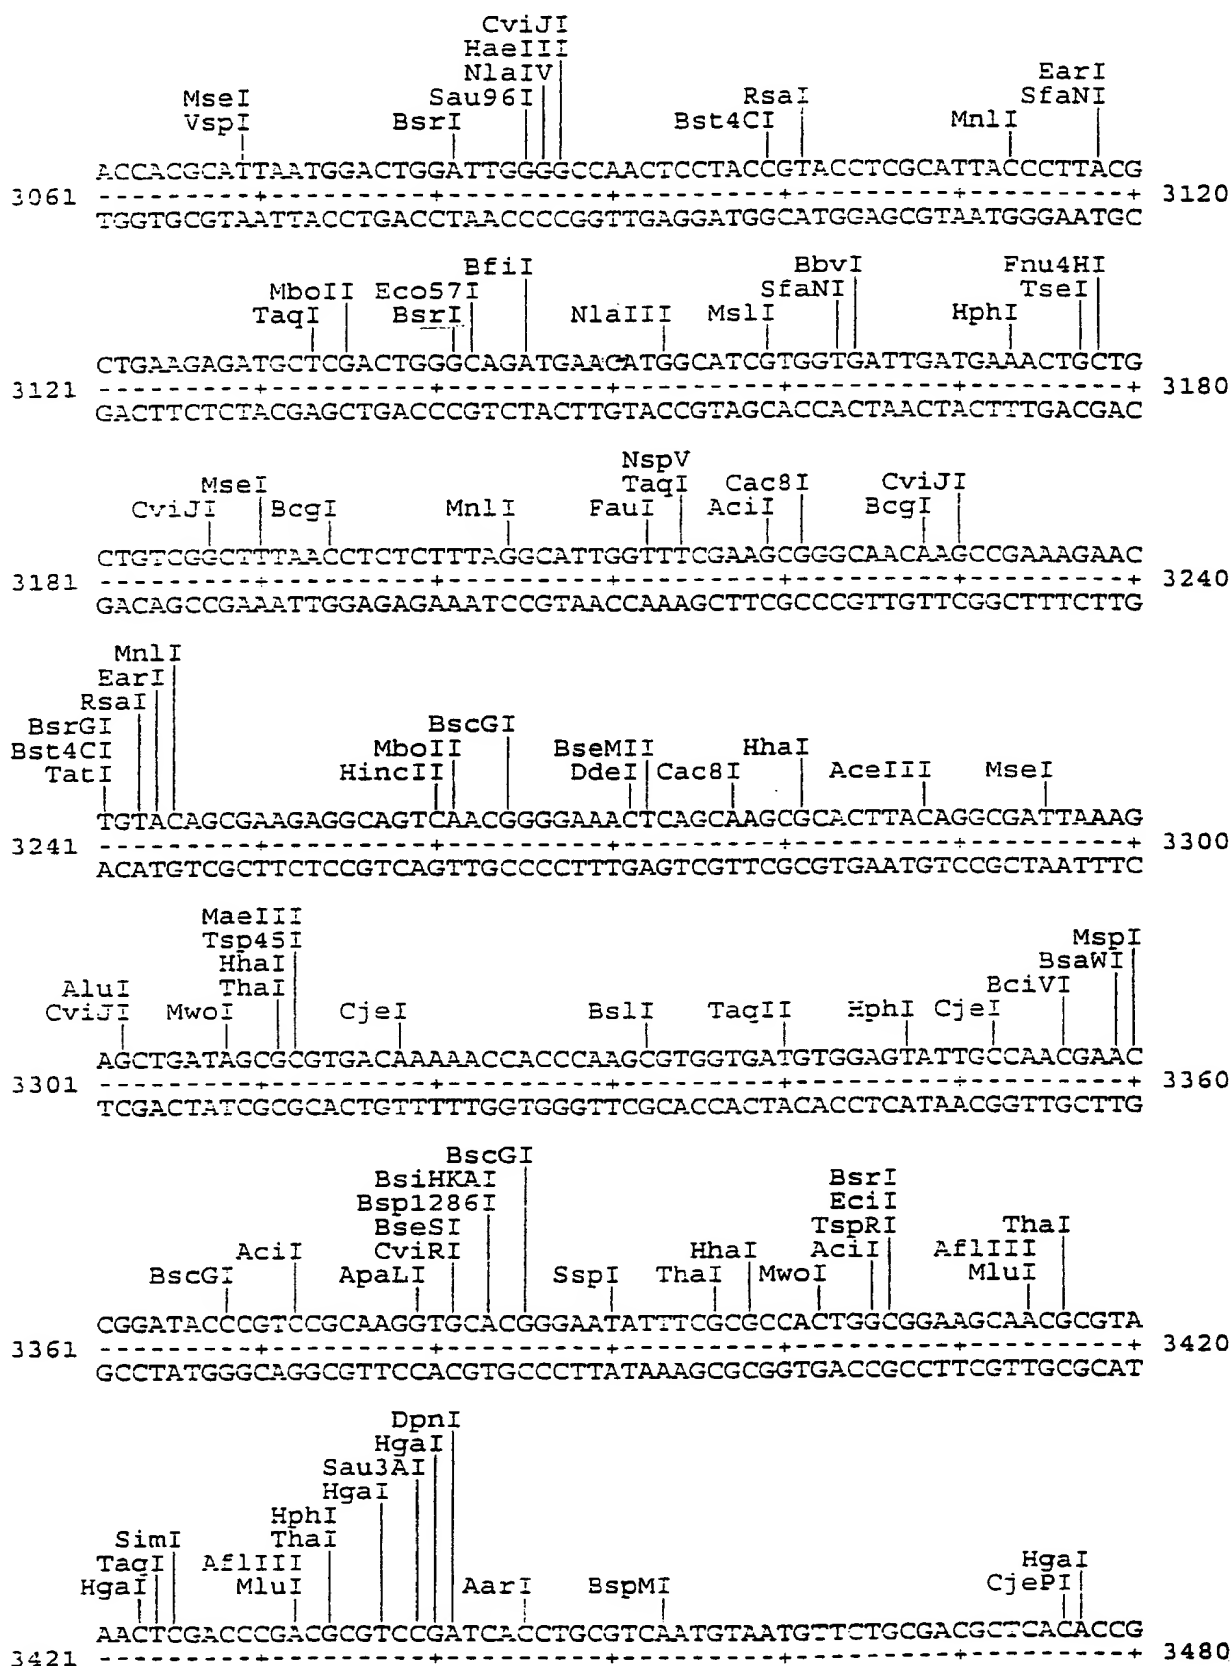 CviJI
HaeIII
NlaIV EarI
MseI Sau96I RsaI SfaNI
VspI BsrI Bst4CI MnlI
ACCACGCATTAATGGACTGGATTGGGGCCAACTCCTACCGTACCTCGCATTACCCTTACG
3061 ---------+---------+---------+---------+---------+---------+ 3120
TGGTGCGTAATTACCTGACCTAACCCCGGTTGAGGATGGCATGGAGCGTAATGGGAATGC
BfiI BbvI Fnu4HI
MboII Eco57I SfaNI TseI
TaqI BsrI NlaIII MslI HphI
CTGAAGAGATGCTCGACTGGGCAGATGAACATGGCATCGTGGTGATTGATGAAACTGCTG
3121 ---------+---------+---------+---------+---------+---------+ 3180
GACTTCTCTACGAGCTGACCCGTCTACTTGTACCGTAGCACCACTAACTACTTTGACGAC
NspV
MseI TaqI Cac8I CviJI
CviJI BcgI MnlI FauI AciI BcgI
CTGTCGGCTTTAACCTCTCTTTAGGCATTGGTTTCGAAGCGGGCAACAAGCCGAAAGAAC
3181 ---------+---------+---------+---------+---------+---------+ 3240
GACAGCCGAAATTGGAGAGAAATCCGTAACCAAAGCTTCGCCCGTTGTTCGGCTTTCTTG
MnlI
EarI
RsaI
BsrGI BscGI
Bst4CI MboII BseMII HhaI
TatI HincII DdeI Cac8I AceIII MseI
TGTACAGCGAAGAGGCAGTCAACGGGGAAACTCAGCAAGCGCACTTACAGGCGATTAAAG
3241 ---------+---------+---------+---------+---------+---------+ 3300
ACATGTCGCTTCTCCGTCAGTTGCCCCTTTGAGTCGTTCGCGTGAATGTCCGCTAATTTC
MaeIII
Tsp45I MspI
HhaI BsaWI
AluI ThaI BciVI
CviJI MwoI CjeI BslI TaqII HphI CjeI
AGCTGATAGCGCGTGACAAAAACCACCCAAGCGTGGTGATGTGGAGTATTGCCAACGAAC
3301 ---------+---------+---------+---------+---------+---------+ 3360
TCGACTATCGCGCACTGTTTTTGGTGGGTTCGCACCACTACACCTCATAACGGTTGCTTG
BscGI
BsiHKAI BsrI
Bsp1286I EciI
BseSI TspRI ThaI
AciI CviRI HhaI AciI AflIII
BscGI ApaLI SspI ThaI MwoI MluI
CGGATACCCGTCCGCAAGGTGCACGGGAATATTTCGCGCCACTGGCGGAAGCAACGCGTA
3361 ---------+---------+---------+---------+---------+---------+ 3420
GCCTATGGGCAGGCGTTCCACGTGCCCTTATAAAGCGCGGTGACCGCCTTCGTTGCGCAT
DpnI
HgaI
Sau3AI
HgaI
HphI
SimI ThaI
TaqI AflIII HgaI
HgaI MluI AarI BspMI CjePI
AACTCGACCCGACGCGTCCGATCACCTGCGTCAATGTAATGTTCTGCGACGCTCACACCG
3421 ---------+---------+---------+---------+---------+---------+ 3480